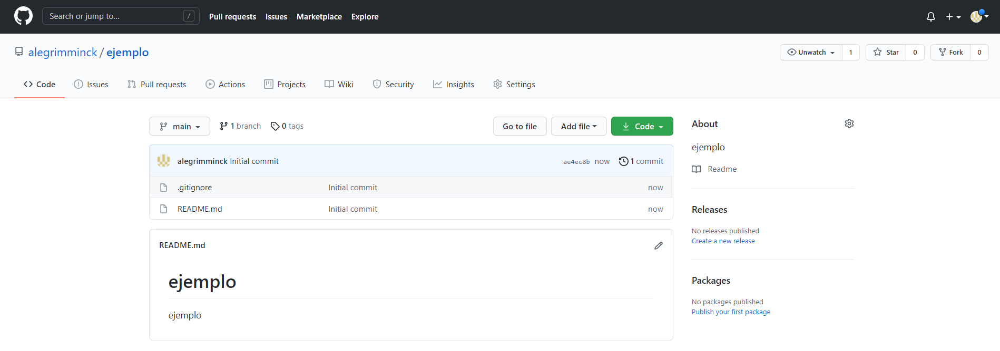 Search or jump to... / Pull requests Issues Marketplace Explore
alegrimminck / ejemplo Unwatch 1 Star 0 Fork 0
Code Issues Pull requests Actions Projects Wiki Security Insights Settings
main 1 branch 0 tags Go to file Add file Code
alegrimminck Initial commit ae4ec8b now 1 commit
.gitignore Initial commit now
README.md Initial commit now
README.md
ejemplo
ejemplo
About
ejemplo
Readme
Releases
No releases published
Create a new release
Packages
No packages published
Publish your first package